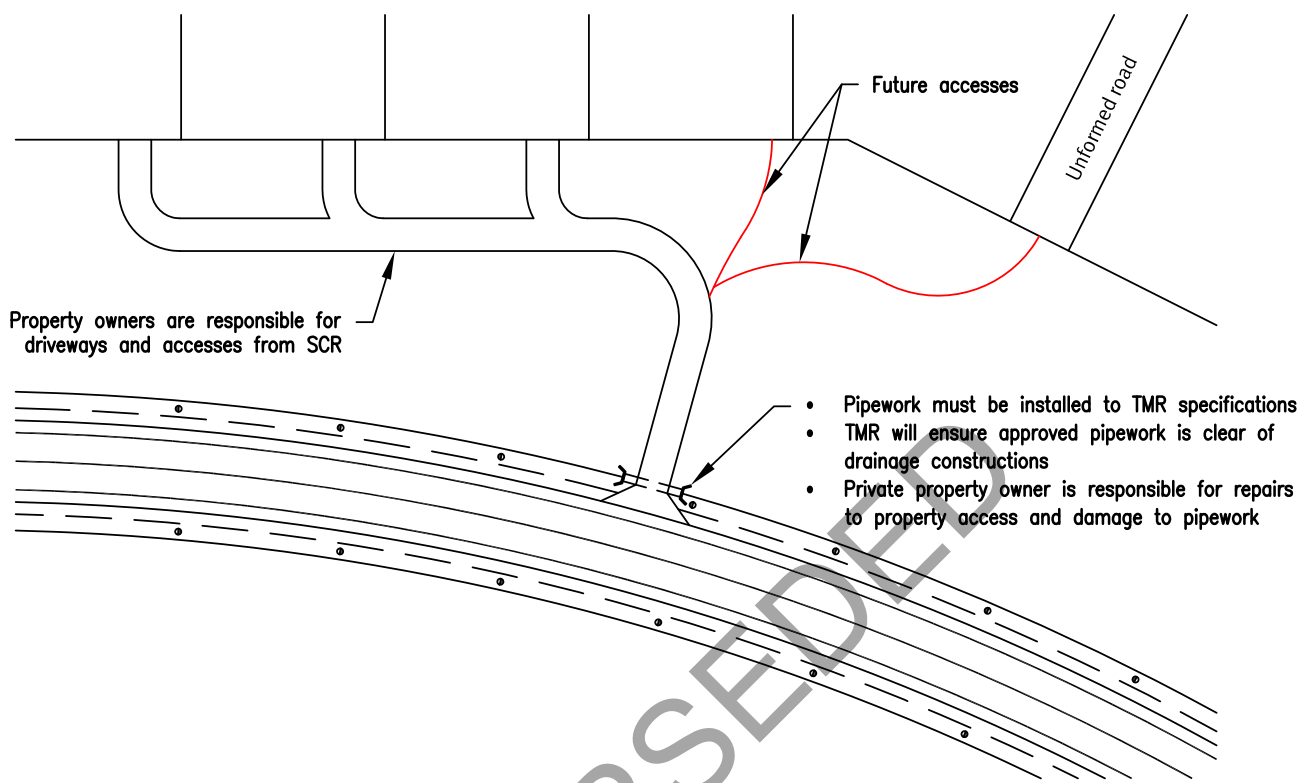 Future accesses
Unformed road
Property owners are responsible for
driveways and accesses from SCR
• Pipework must be installed to TMR specifications
• TMR will ensure approved pipework is clear of
drainage constructions
• Private property owner is responsible for repairs
to property access and damage to pipework
RSEDED